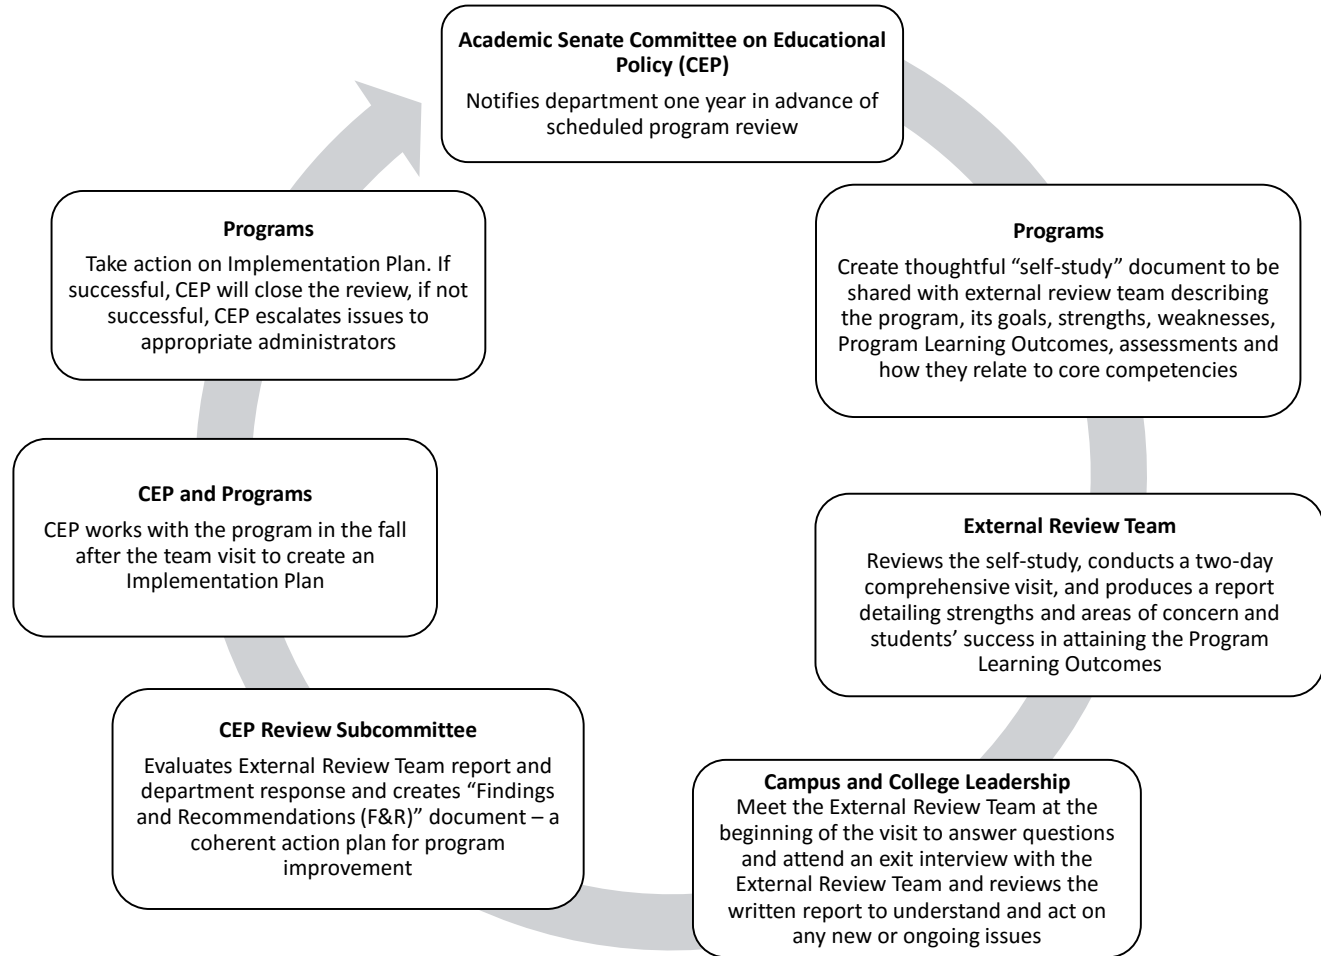 Academic Senate Committee on Educational
Policy (CEP)
Notifies department one year in advance of
scheduled program review
Programs
Create thoughtful “self-study” document to be
shared with external review team describing
the program, its goals, strengths, weaknesses,
Program Learning Outcomes, assessments and
how they relate to core competencies
External Review Team
Reviews the self-study, conducts a two-day
comprehensive visit, and produces a report
detailing strengths and areas of concern and
students’ success in attaining the Program
Learning Outcomes
Campus and College Leadership
Meet the External Review Team at the
beginning of the visit to answer questions
and attend an exit interview with the
External Review Team and reviews the
written report to understand and act on
any new or ongoing issues
CEP Review Subcommittee
Evaluates External Review Team report and
department response and creates “Findings
and Recommendations (F&R)” document – a
coherent action plan for program
improvement
CEP and Programs
CEP works with the program in the fall
after the team visit to create an
Implementation Plan
Programs
Take action on Implementation Plan. If
successful, CEP will close the review, if not
successful, CEP escalates issues to
appropriate administrators